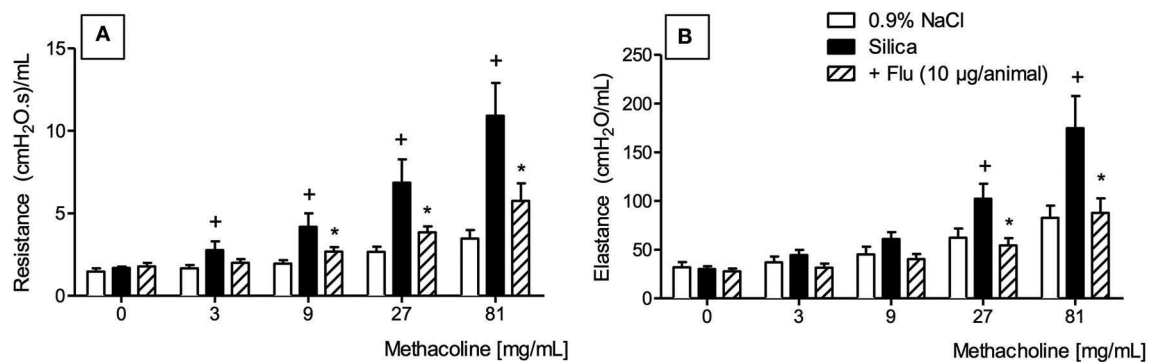 A
15
10
5
0
Resistance (cmH₂O.s)/mL
+
+
*
+
*
+
*
0 3 9 27 81
Methacoline [mg/mL]
B
0.9% NaCl
Silica
+ Flu (10 µg/animal)
250
200
150
100
50
0
Elastance (cmH₂O/mL)
+
*
+
*
0 3 9 27 81
Methacholine [mg/mL]